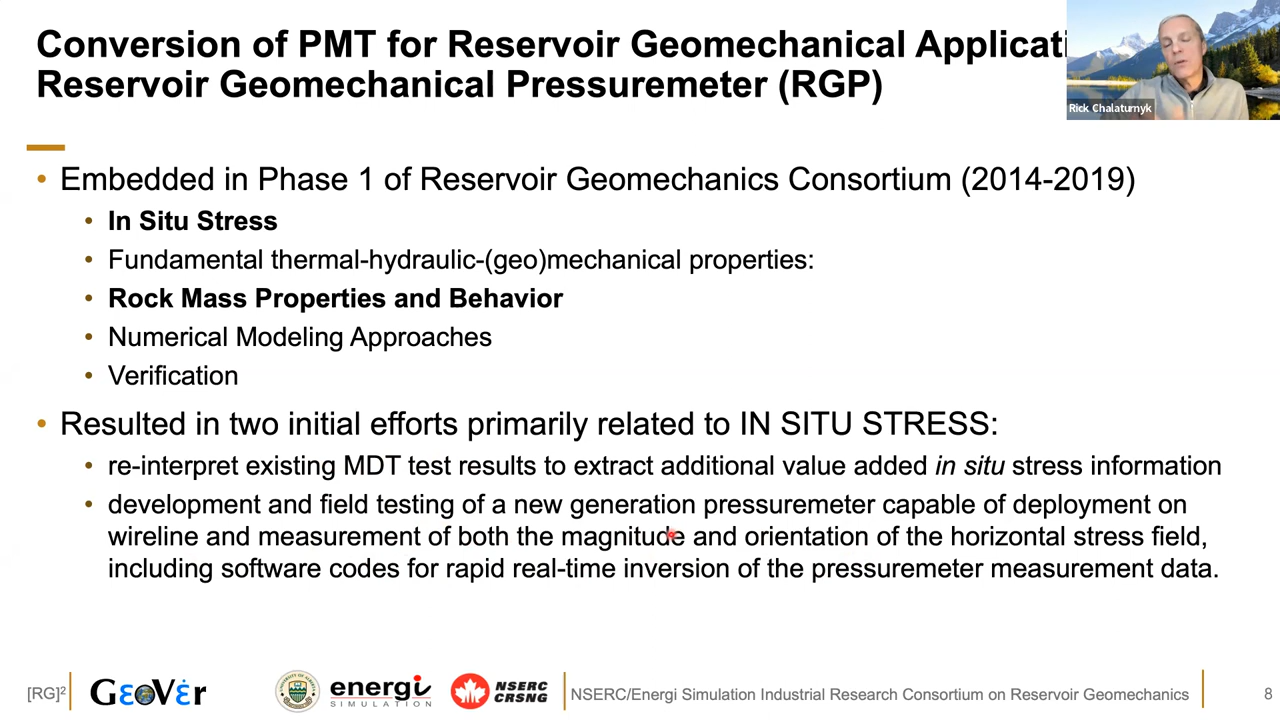 Conversion of PMT for Reservoir Geomechanical Applicati
Reservoir Geomechanical Pressuremeter (RGP)
Rick Chalaturnyk
• Embedded in Phase 1 of Reservoir Geomechanics Consortium (2014-2019)
• In Situ Stress
• Fundamental thermal-hydraulic-(geo)mechanical properties:
• Rock Mass Properties and Behavior
• Numerical Modeling Approaches
• Verification
• Resulted in two initial efforts primarily related to IN SITU STRESS:
• re-interpret existing MDT test results to extract additional value added in situ stress information
• development and field testing of a new generation pressuremeter capable of deployment on
wireline and measurement of both the magnitude and orientation of the horizontal stress field,
including software codes for rapid real-time inversion of the pressuremeter measurement data.
[RG]²
GεoVėr
energi
SIMULATION
NSERC
CRSNG
NSERC/Energi Simulation Industrial Research Consortium on Reservoir Geomechanics
8